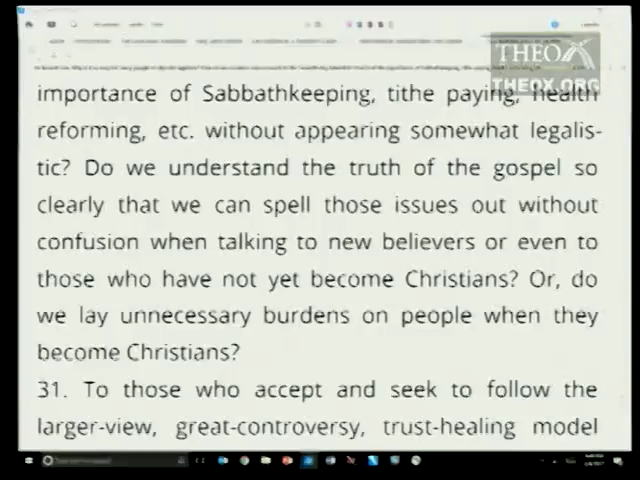 THEOX
THEOX.ORG
importance of Sabbathkeeping, tithe paying, health
reforming, etc. without appearing somewhat legalis-
tic? Do we understand the truth of the gospel so
clearly that we can spell those issues out without
confusion when talking to new believers or even to
those who have not yet become Christians? Or, do
we lay unnecessary burdens on people when they
become Christians?
31. To those who accept and seek to follow the
larger-view, great-controversy, trust-healing model